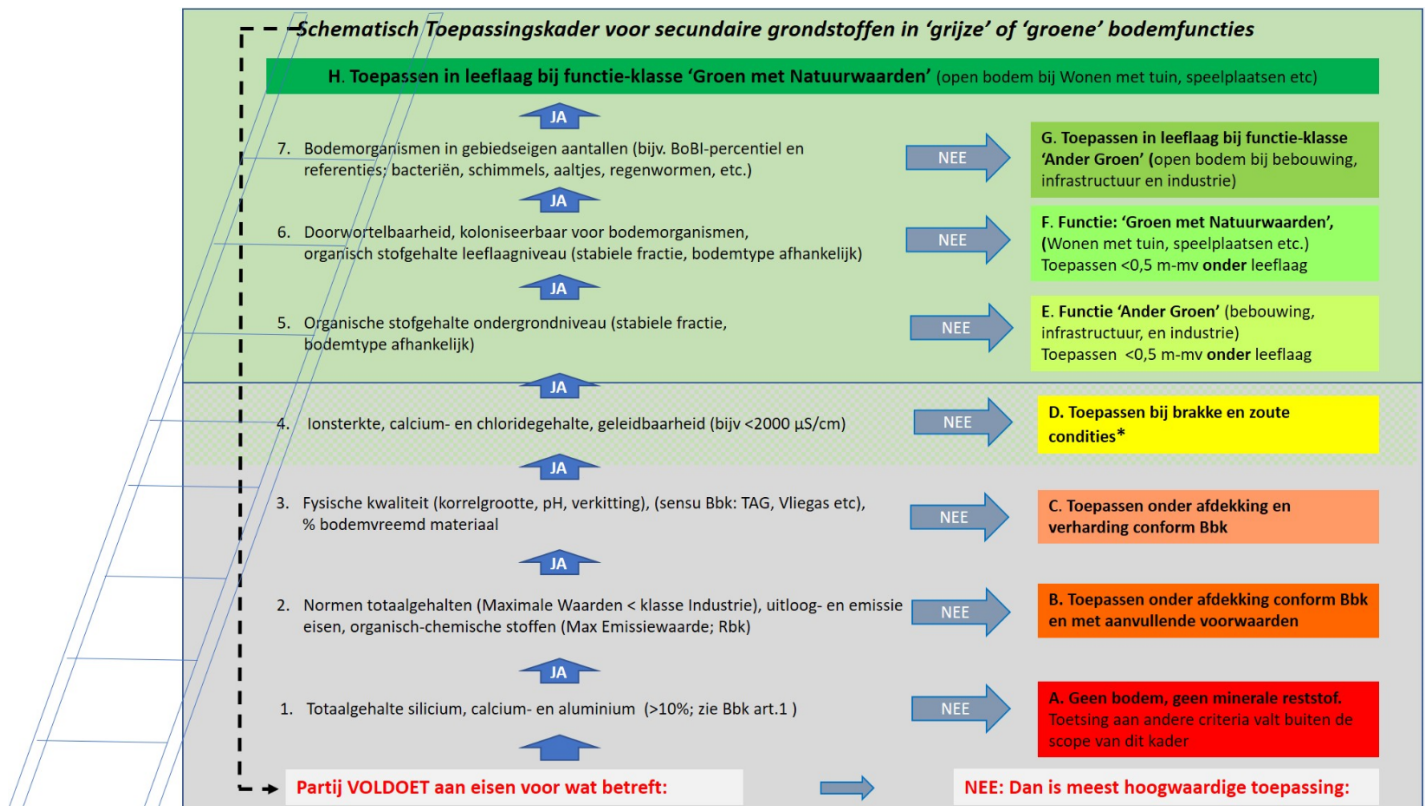 Schematisch Toepassingskader voor secundaire grondstoffen in ‘grijze’ of ‘groene’ bodemfuncties
H. Toepassen in leeflaag bij functie-klasse ‘Groen met Natuurwaarden’ (open bodem bij Wonen met tuin, speelplaatsen etc)
JA
7. Bodemorganismen in gebiedseigen aantallen (bijv. BoBI-percentiel en
referenties; bacteriën, schimmels, aaltjes, regenwormen, etc.)
NEE
G. Toepassen in leeflaag bij functie-klasse
‘Ander Groen’ (open bodem bij bebouwing,
infrastructuur en industrie)
JA
6. Doorwortelbaarheid, koloniseerbaar voor bodemorganismen,
organisch stofgehalte leeflaagniveau (stabiele fractie, bodemtype afhankelijk)
NEE
F. Functie: ‘Groen met Natuurwaarden’,
(Wonen met tuin, speelplaatsen etc.)
Toepassen <0,5 m-mv onder leeflaag
JA
5. Organische stofgehalte ondergrondniveau (stabiele fractie,
bodemtype afhankelijk)
NEE
E. Functie ‘Ander Groen’ (bebouwing,
infrastructuur, en industrie)
Toepassen <0,5 m-mv onder leeflaag
JA
4. Ionsterkte, calcium- en chloridegehalte, geleidbaarheid (bijv <2000 µS/cm)
NEE
D. Toepassen bij brakke en zoute
condities*
JA
3. Fysische kwaliteit (korrelgrootte, pH, verkitting), (sensu Bbk: TAG, Vliegas etc),
% bodemvreemd materiaal
NEE
C. Toepassen onder afdekking en
verharding conform Bbk
JA
2. Normen totaalgehalten (Maximale Waarden < klasse Industrie), uitloog- en emissie
eisen, organisch-chemische stoffen (Max Emissiewaarde; Rbk)
NEE
B. Toepassen onder afdekking conform Bbk
en met aanvullende voorwaarden
JA
1. Totaalgehalte silicium, calcium- en aluminium (>10%; zie Bbk art.1 )
NEE
A. Geen bodem, geen minerale reststof.
Toetsing aan andere criteria valt buiten de
scope van dit kader
Partij VOLDOET aan eisen voor wat betreft:
NEE: Dan is meest hoogwaardige toepassing: